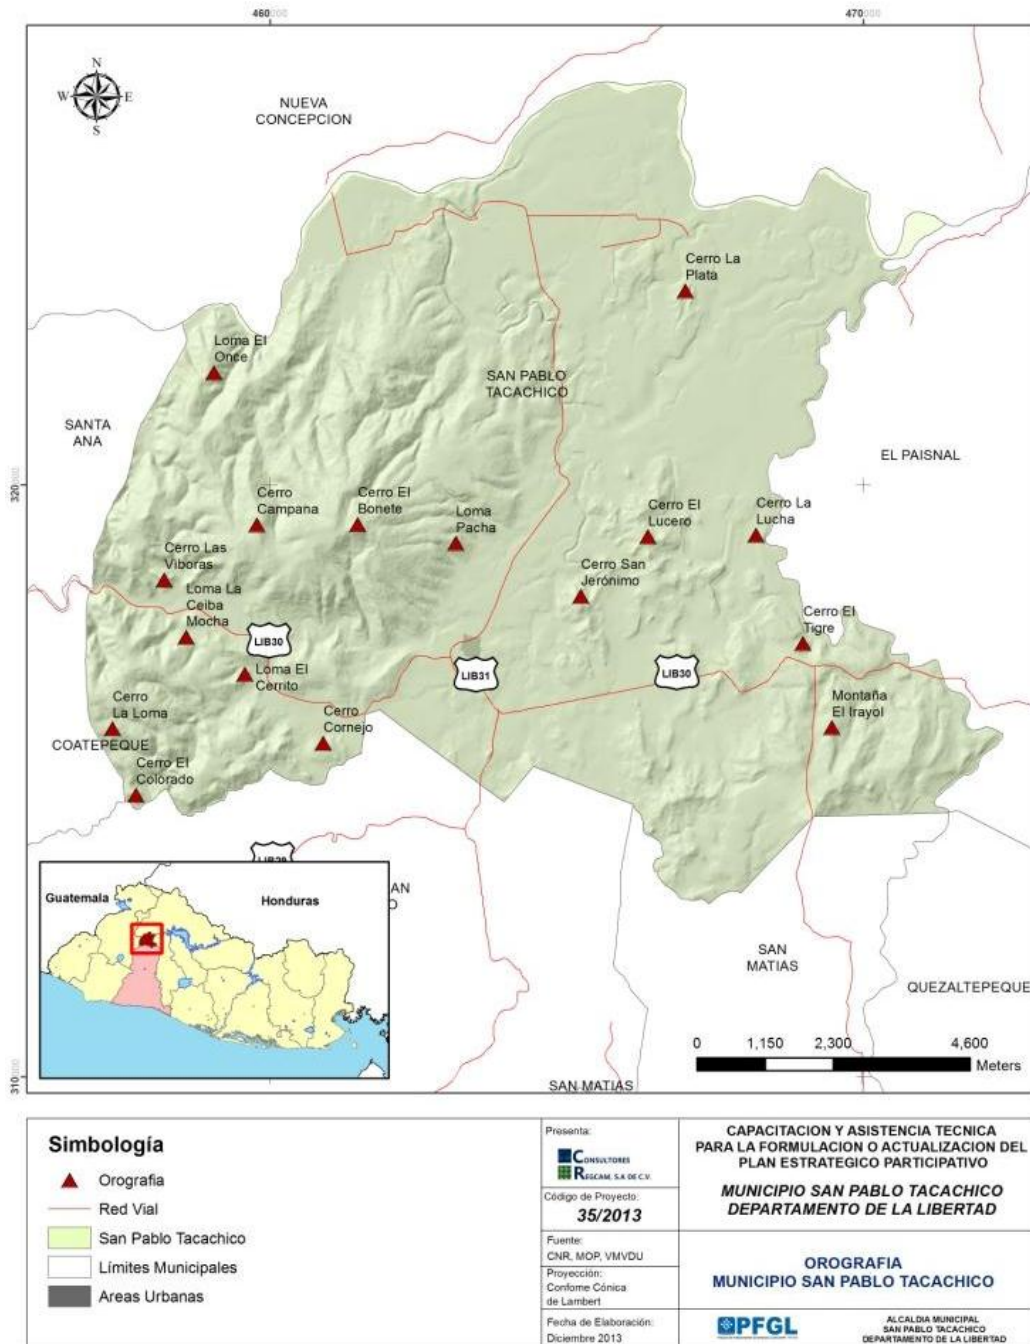 460000
470000
N
W
E
S
NUEVA
CONCEPCION
Cerro La
Plata
Loma El
Once
SAN PABLO
TACACHICO
SANTA
ANA
EL PAISNAL
320000
Cerro
Campana
Cerro El
Bonete
Loma
Pacha
Cerro El
Lucero
Cerro La
Lucha
Cerro Las
Viboras
Cerro San
Jerónimo
Loma La
Ceiba
Mocha
Cerro El
Tigre
LIB30
LIB31
LIB30
Loma El
Cerrito
Cerro
La Loma
Cerro
Cornejo
Montaña
El Irayol
COATEPEQUE
Cerro El
Colorado
Guatemala
Honduras
AN
SAN
MATIAS
QUEZALTEPEQUE
0 1,150 2,300 4,600
Meters
310000
SAN MATIAS
Simbología
Orografia
Red Vial
San Pablo Tacachico
Límites Municipales
Areas Urbanas
Presenta:
CONSULTORES
REGCAM, S.A DE C.V.
Código de Proyecto:
35/2013
Fuente:
CNR, MOP, VMVDU
Proyección:
Confome Cónica
de Lambert
Fecha de Elaboración:
Diciembre 2013
CAPACITACION Y ASISTENCIA TECNICA
PARA LA FORMULACION O ACTUALIZACION DEL
PLAN ESTRATEGICO PARTICIPATIVO
MUNICIPIO SAN PABLO TACACHICO
DEPARTAMENTO DE LA LIBERTAD
OROGRAFIA
MUNICIPIO SAN PABLO TACACHICO
PFGL
ALCALDIA MUNICIPAL
SAN PABLO TACACHICO
DEPARTAMENTO DE LA LIBERTAD